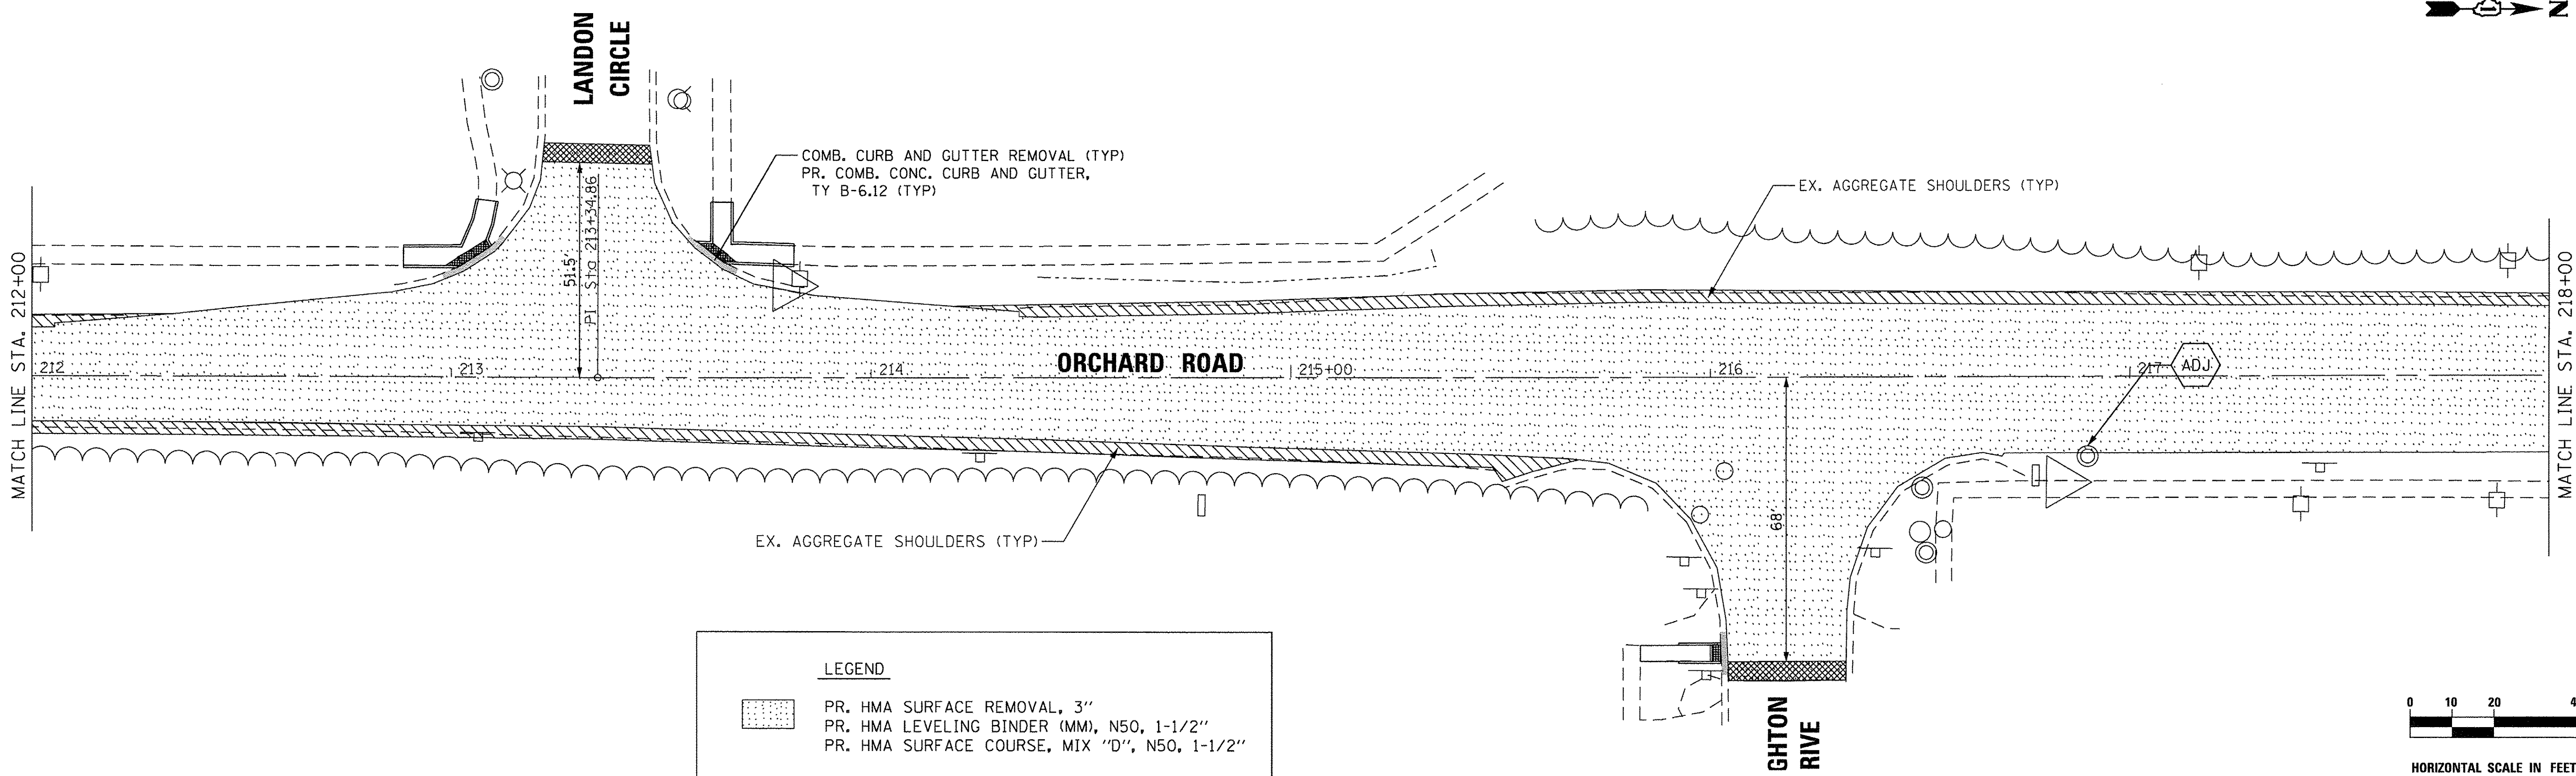 N
LANDON
CIRCLE
COMB. CURB AND GUTTER REMOVAL (TYP)
PR. COMB. CONC. CURB AND GUTTER,
TY B-6.12 (TYP)
EX. AGGREGATE SHOULDERS (TYP)
MATCH LINE STA. 212+00
51.5'
PI Sta 213+34.86
MATCH LINE STA. 218+00
212
213
214
ORCHARD ROAD
215+00
216
217
ADJ
68'
EX. AGGREGATE SHOULDERS (TYP)
LEGEND
PR. HMA SURFACE REMOVAL, 3"
PR. HMA LEVELING BINDER (MM), N50, 1-1/2"
PR. HMA SURFACE COURSE, MIX "D", N50, 1-1/2"
GHTON
RIVE
0 10 20 4
HORIZONTAL SCALE IN FEET